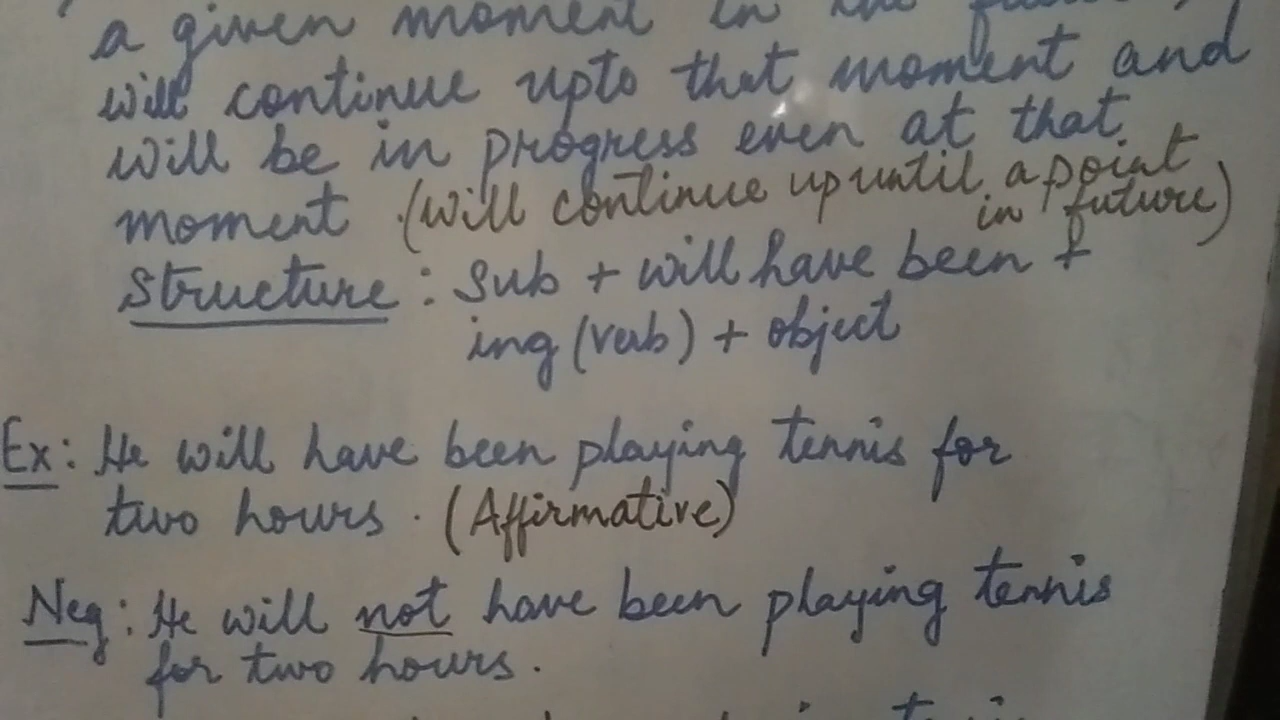 a given moment in the
will continue upto that moment and
will be in progress even at that
moment (will continue up until a point
in future)
Structure : Sub + will have been +
ing (verb) + object
Ex : He will have been playing tennis for
two hours . (Affirmative)
Neg : He will not have been playing tennis
for two hours .